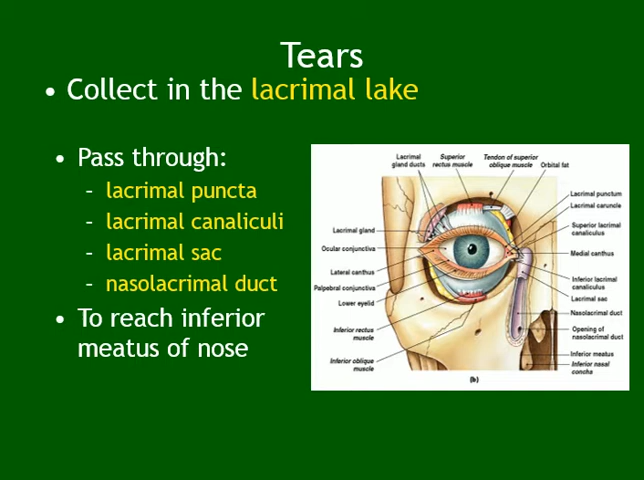 Tears
• Collect in the lacrimal lake
• Pass through:
– lacrimal puncta
– lacrimal canaliculi
– lacrimal sac
– nasolacrimal duct
• To reach inferior
meatus of nose
Lacrimal
gland ducts
Superior
rectus muscle
Tendon of superior
oblique muscle
Orbital fat
Lacrimal gland
Ocular conjunctiva
Lateral canthus
Palpebral conjunctiva
Lower eyelid
Inferior rectus
muscle
Inferior oblique
muscle
Lacrimal punctum
Lacrimal caruncle
Superior lacrimal
canaliculus
Medial canthus
Inferior lacrimal
canaliculus
Lacrimal sac
Nasolacrimal duct
Opening of
nasolacrimal duct
Inferior meatus
Inferior nasal
concha
(b)